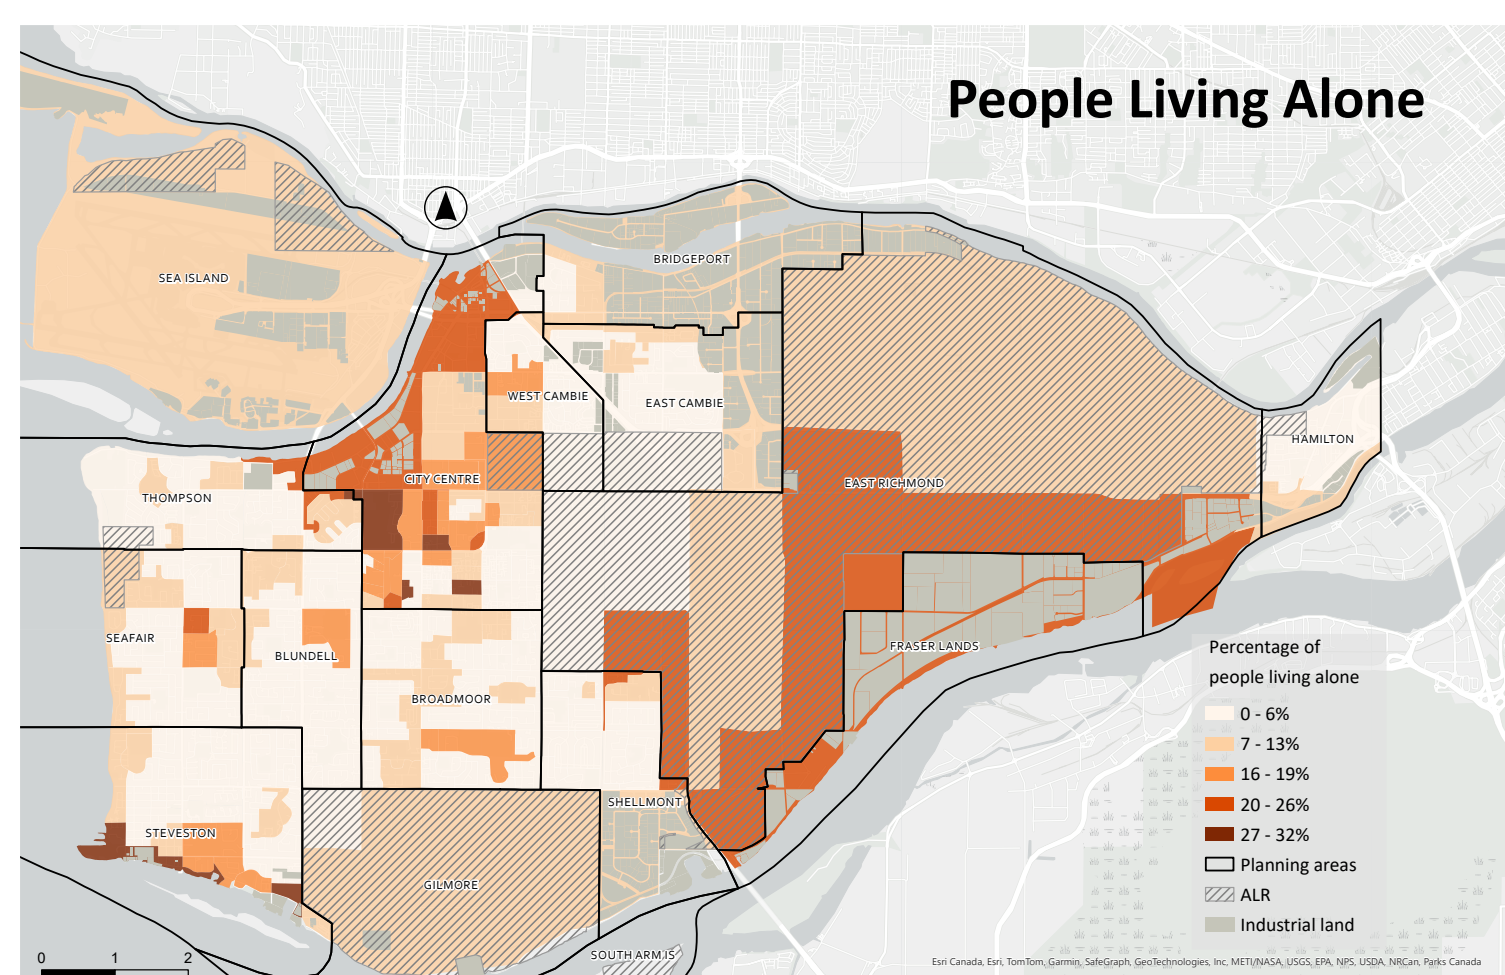 People Living Alone
BRIDGEPORT
SEA ISLAND
WEST CAMBIE
EAST CAMBIE
HAMILTON
CITY CENTRE
EAST RICHMOND
THOMPSON
SEAFAIR
BLUNDELL
FRASER LANDS
BROADMOOR
SHELLMONT
STEVESTON
GILMORE
SOUTH ARM IS
Percentage of
people living alone
0 - 6%
7 - 13%
16 - 19%
20 - 26%
27 - 32%
Planning areas
ALR
Industrial land
0 1 2
Esri Canada, Esri, TomTom, Garmin, SafeGraph, GeoTechnologies, Inc, METI/NASA, USGS, EPA, NPS, USDA, NRCan, Parks Canada